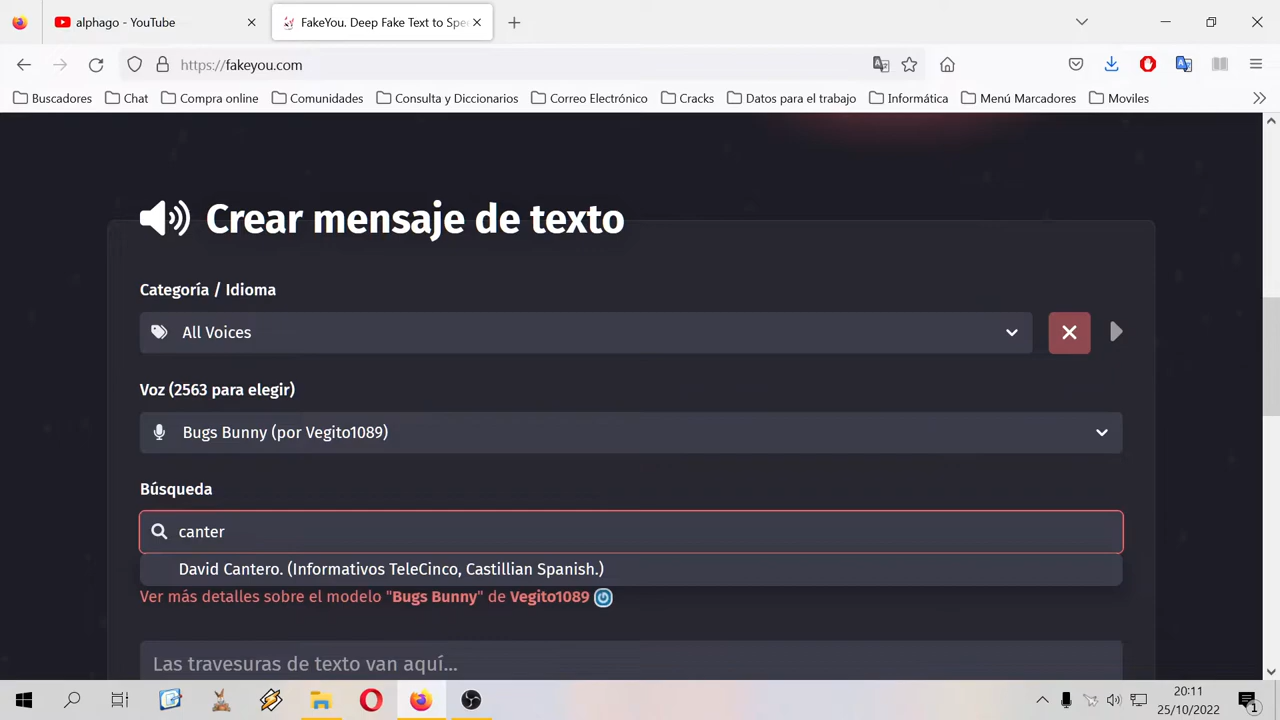 alphago - YouTube
FakeYou. Deep Fake Text to Spee
https://fakeyou.com
Buscadores Chat Compra online Comunidades Consulta y Diccionarios Correo Electrónico Cracks Datos para el trabajo Informática Menú Marcadores Moviles
Crear mensaje de texto
Categoría / Idioma
All Voices
Voz (2563 para elegir)
Bugs Bunny (por Vegito1089)
Búsqueda
canter
David Cantero. (Informativos TeleCinco, Castillian Spanish.)
Ver más detalles sobre el modelo "Bugs Bunny" de Vegito1089
Las travesuras de texto van aquí...
20:11
25/10/2022
1